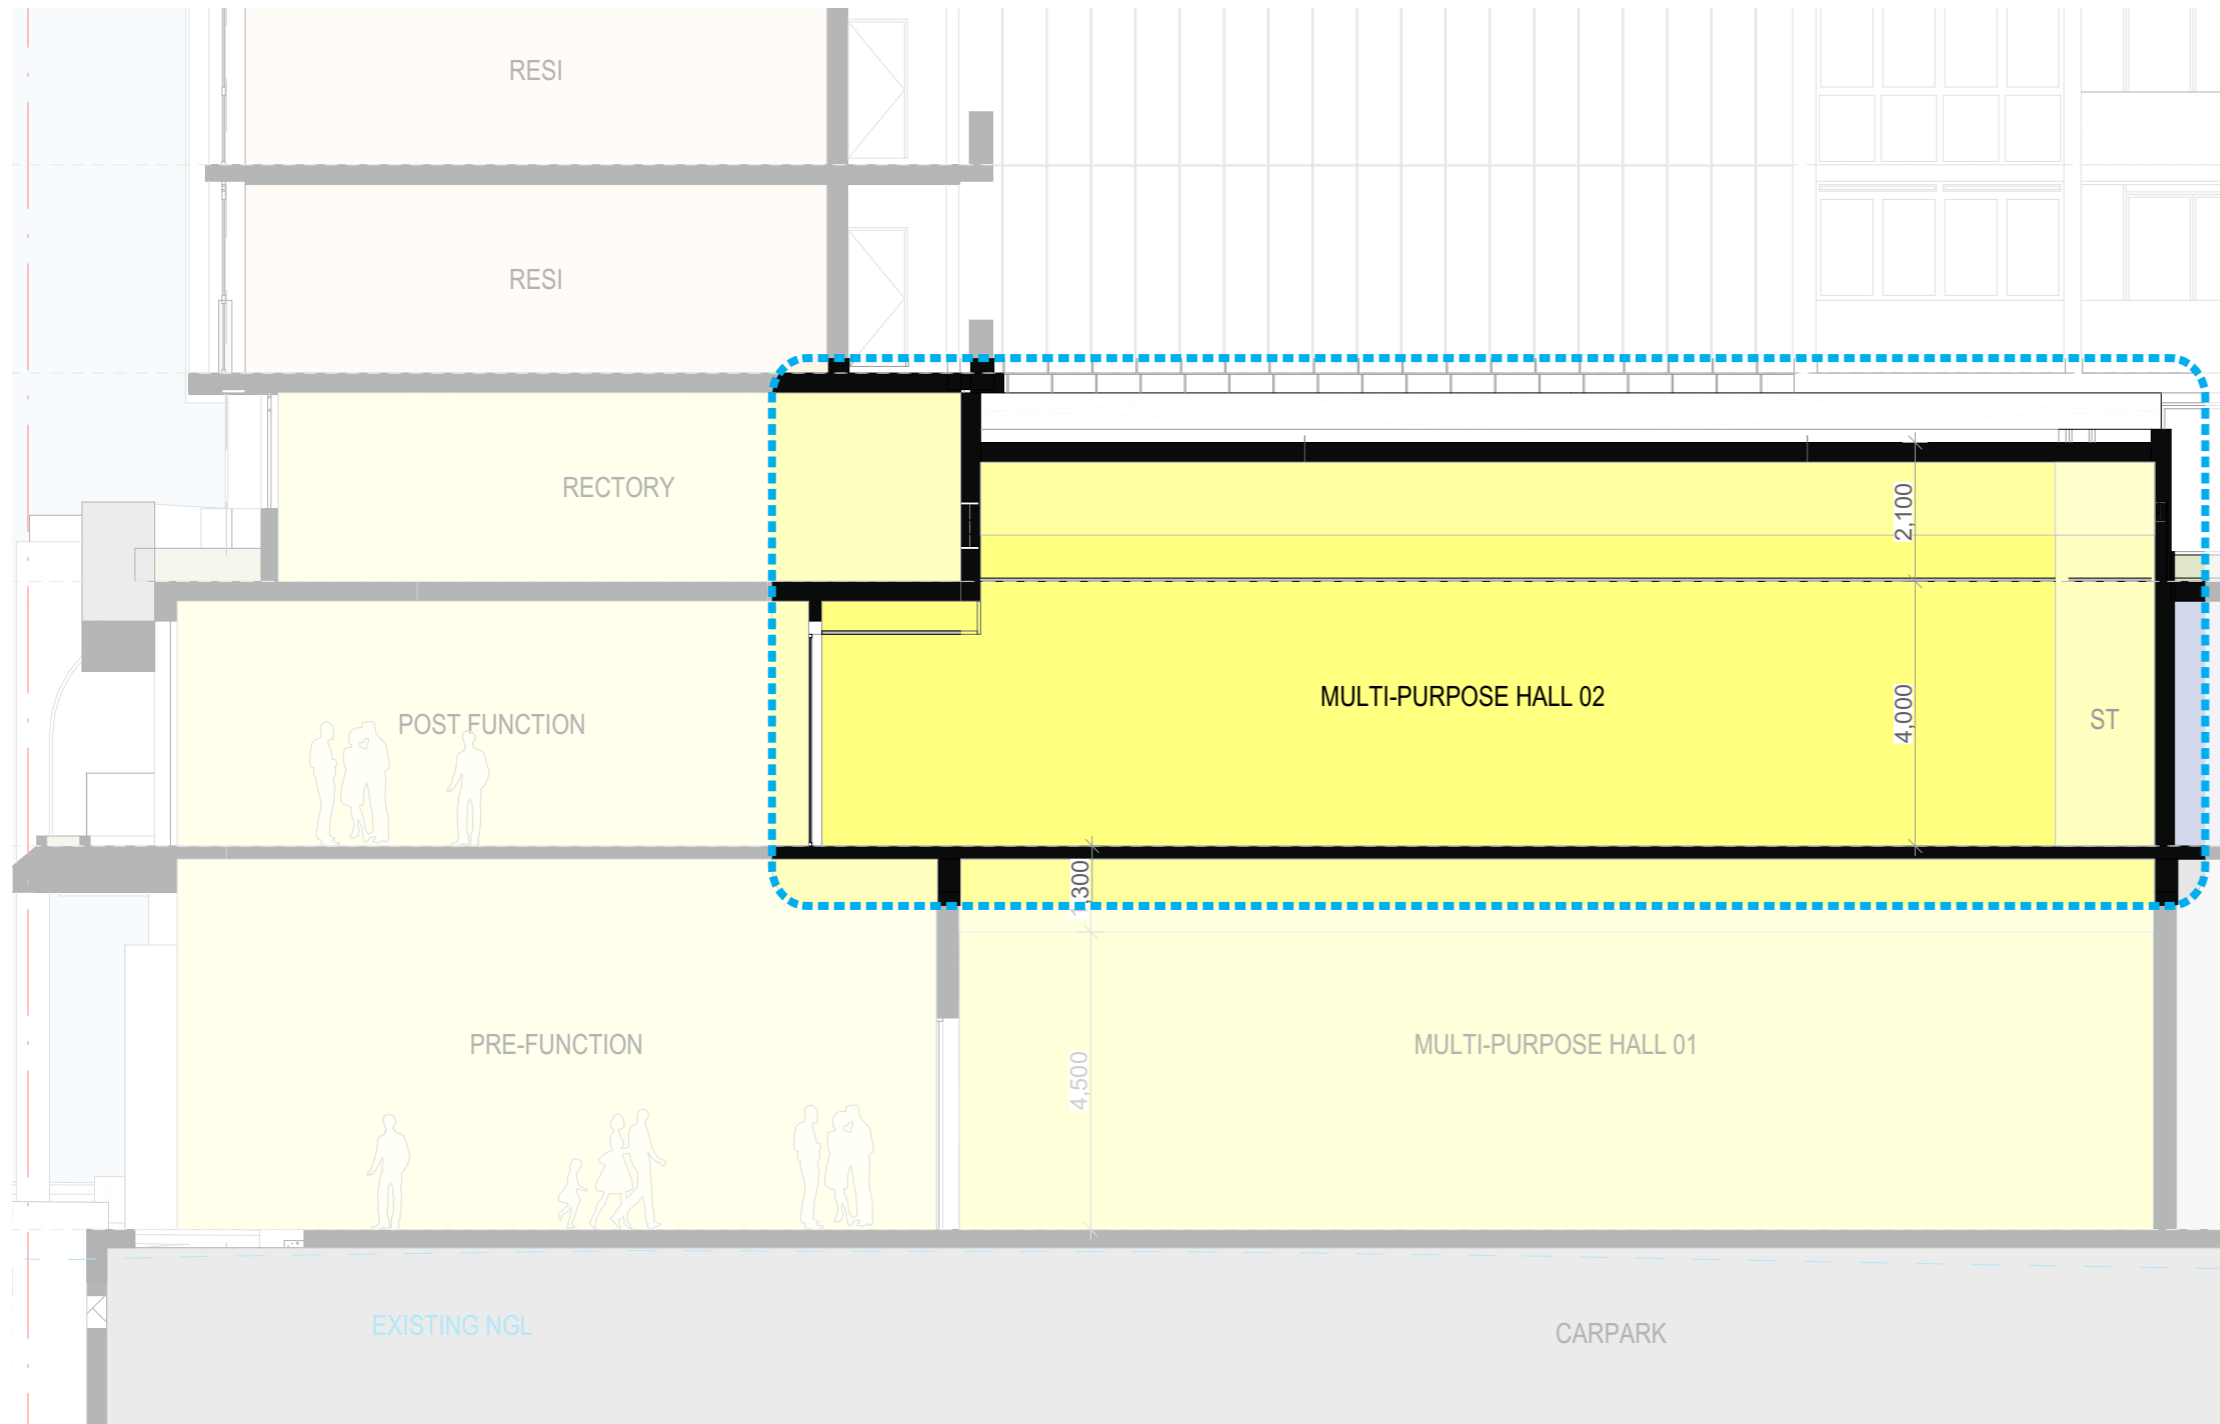 RESI
RESI
RECTORY
2,100
MULTI-PURPOSE HALL 02
4,000
ST
POST FUNCTION
1,300
PRE-FUNCTION
MULTI-PURPOSE HALL 01
4,500
EXISTING NGL
CARPARK